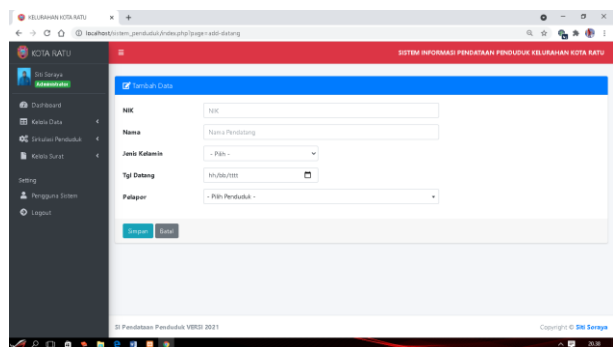 KELURAHAN KOTA RATU
localhost/sistem_penduduk/index.php?page=add-datang
KOTA RATU
SISTEM INFORMASI PENDATAAN PENDUDUK KELURAHAN KOTA RATU
Siti Soraya
Administrator
Tambah Data
Dashboard
Kelola Data
Sirkulasi Penduduk
Kelola Surat
Setting
Pengguna Sistem
Logout
NIK
NIK
Nama
Nama Pendatang
Jenis Kelamin
- Pilih -
Tgl Datang
hh/bb/tttt
Pelapor
- Pilih Penduduk -
Simpan
Batal
SI Pendataan Penduduk VERSI 2021
Copyright © Siti Soraya
20.38